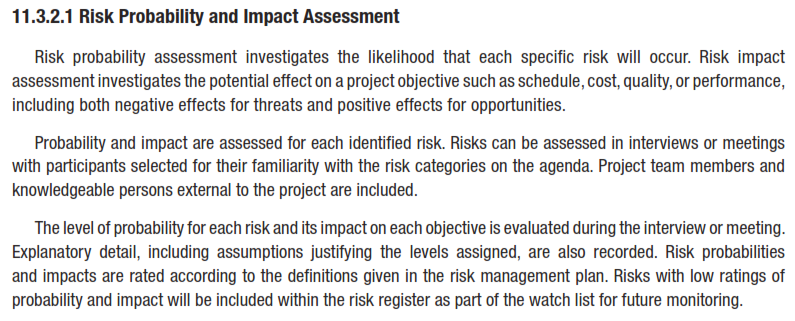 11.3.2.1 Risk Probability and Impact Assessment
Risk probability assessment investigates the likelihood that each specific risk will occur. Risk impact
assessment investigates the potential effect on a project objective such as schedule, cost, quality, or performance,
including both negative effects for threats and positive effects for opportunities.
Probability and impact are assessed for each identified risk. Risks can be assessed in interviews or meetings
with participants selected for their familiarity with the risk categories on the agenda. Project team members and
knowledgeable persons external to the project are included.
The level of probability for each risk and its impact on each objective is evaluated during the interview or meeting.
Explanatory detail, including assumptions justifying the levels assigned, are also recorded. Risk probabilities
and impacts are rated according to the definitions given in the risk management plan. Risks with low ratings of
probability and impact will be included within the risk register as part of the watch list for future monitoring.